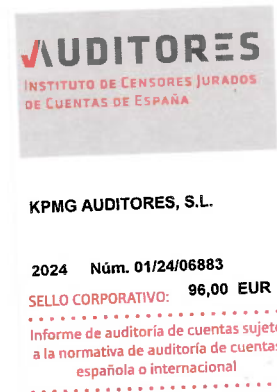 AUDITORES
INSTITUTO DE CENSORES JURADOS
DE CUENTAS DE ESPAÑA
KPMG AUDITORES, S.L.
2024 Núm. 01/24/06883
SELLO CORPORATIVO: 96,00 EUR
Informe de auditoría de cuentas sujet
a la normativa de auditoría de cuentas
española o internacional